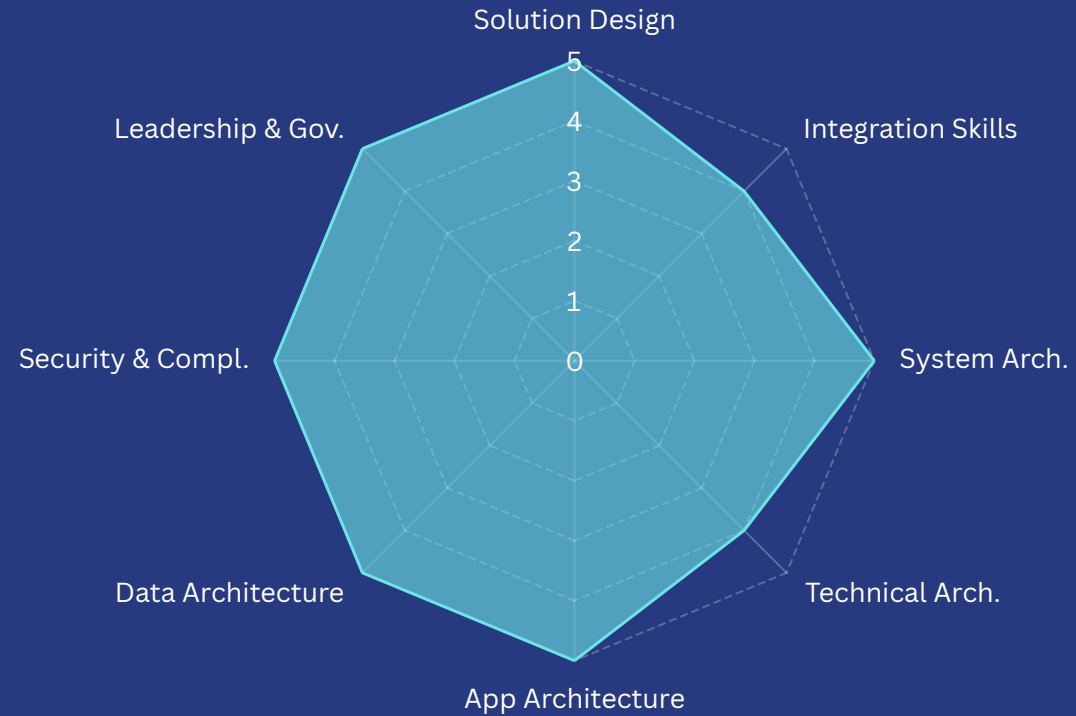 Solution Design
5
Leadership & Gov.
4
Integration Skills
3
2
1
Security & Compl.
0
System Arch.
Data Architecture
Technical Arch.
App Architecture